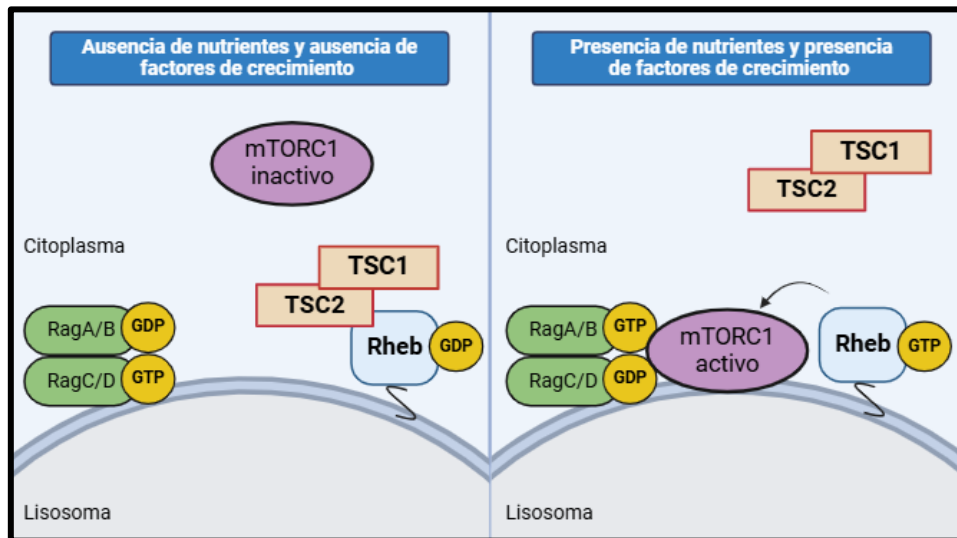 Ausencia de nutrientes y ausencia de
factores de crecimiento
mTORC1
inactivo
Citoplasma
TSC1
TSC2
RagA/B
GDP
RagC/D
GTP
Rheb
GDP
Lisosoma
Presencia de nutrientes y presencia
de factores de crecimiento
TSC1
TSC2
Citoplasma
RagA/B
GTP
RagC/D
GDP
mTORC1
activo
Rheb
GTP
Lisosoma